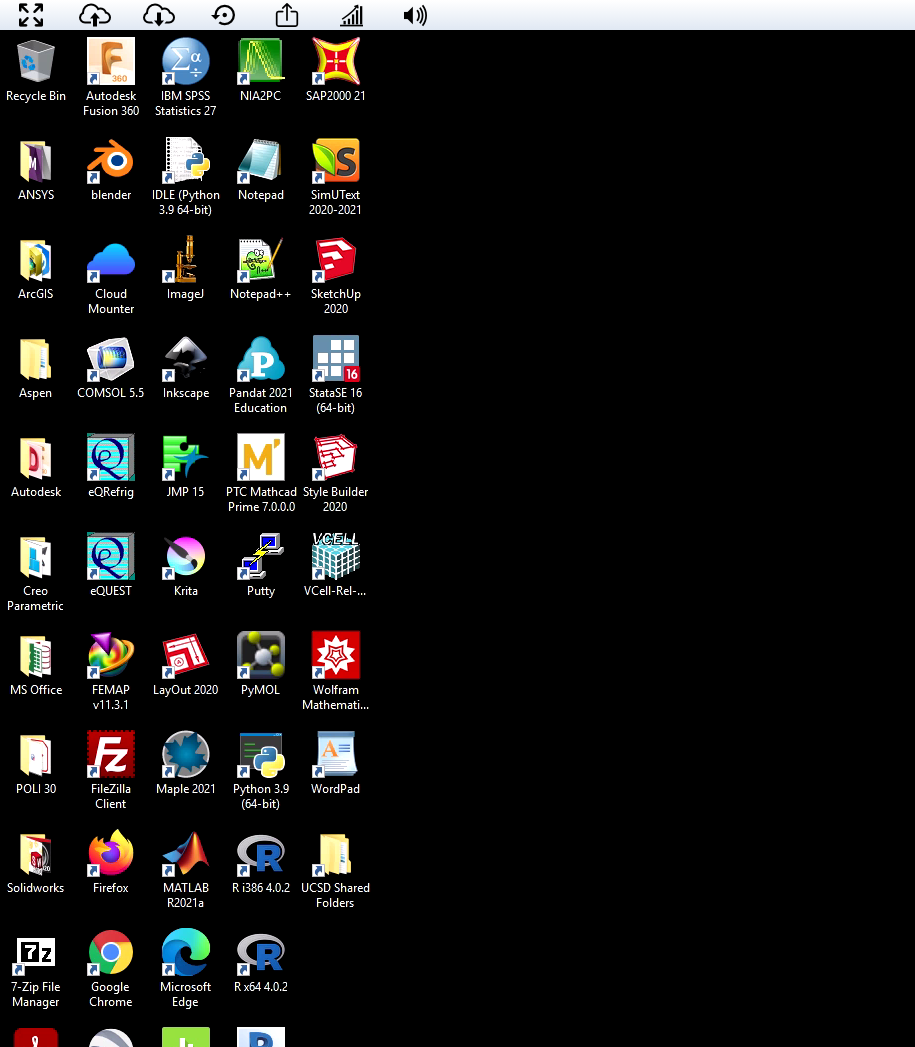 Recycle Bin
Autodesk
Fusion 360
IBM SPSS
Statistics 27
NIA2PC
SAP2000 21
ANSYS
blender
IDLE (Python
3.9 64-bit)
Notepad
SimUText
2020-2021
ArcGIS
Cloud
Mounter
ImageJ
Notepad++
SketchUp
2020
Aspen
COMSOL 5.5
Inkscape
Pandat 2021
Education
StataSE 16
(64-bit)
Autodesk
eQRefrig
JMP 15
PTC Mathcad
Prime 7.0.0.0
Style Builder
2020
Creo
Parametric
eQUEST
Krita
Putty
VCell-Rel-...
MS Office
FEMAP
v11.3.1
LayOut 2020
PyMOL
Wolfram
Mathemati...
POLI 30
FileZilla
Client
Maple 2021
Python 3.9
(64-bit)
WordPad
Solidworks
Firefox
MATLAB
R2021a
R i386 4.0.2
UCSD Shared
Folders
7-Zip File
Manager
Google
Chrome
Microsoft
Edge
R x64 4.0.2